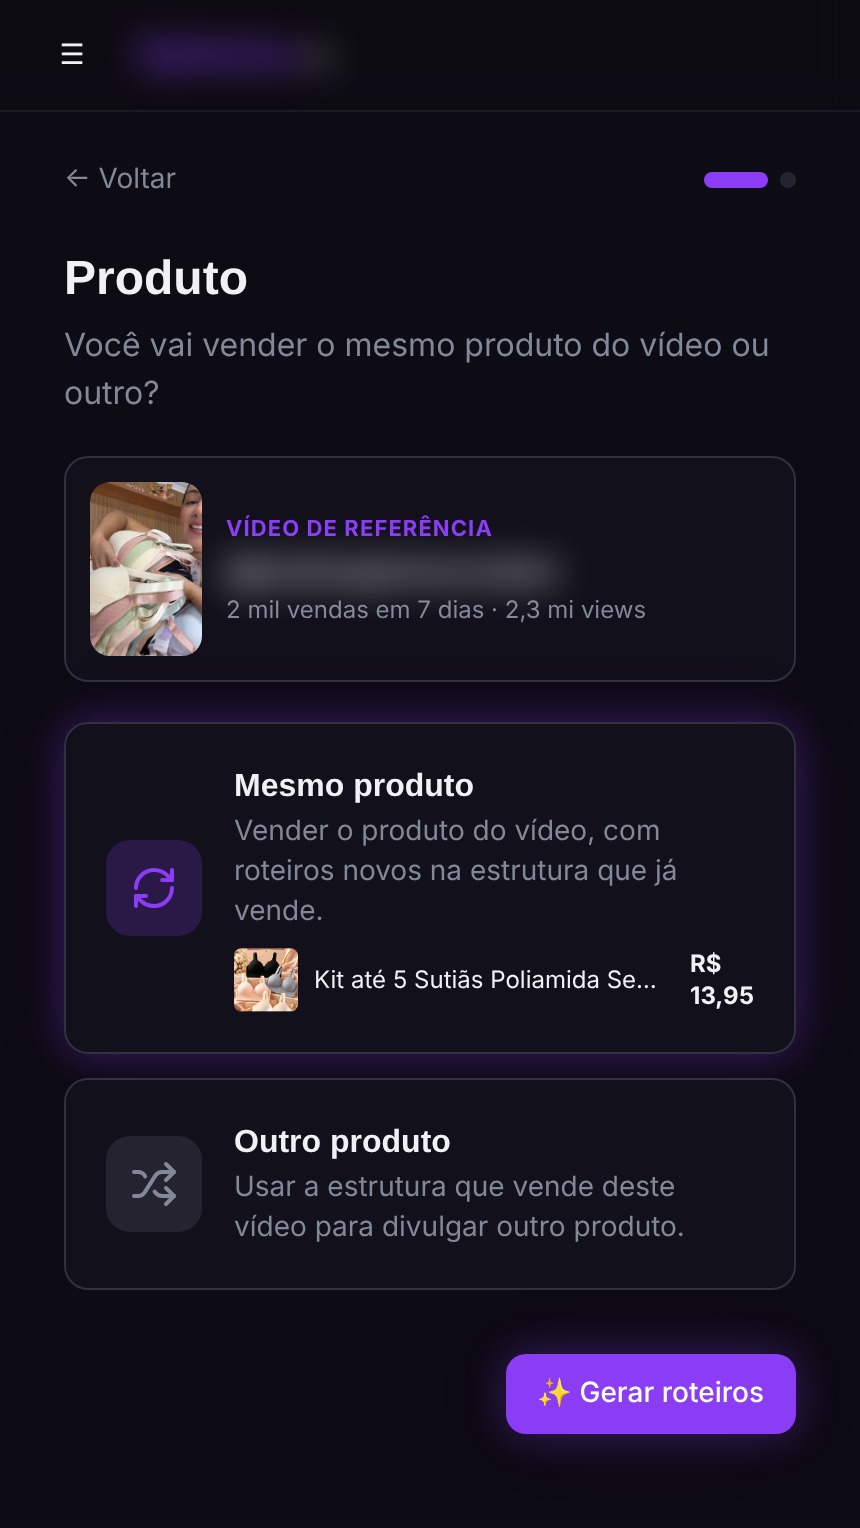 ← Voltar
Produto
Você vai vender o mesmo produto do vídeo ou
outro?
VÍDEO DE REFERÊNCIA
2 mil vendas em 7 dias · 2,3 mi views
Mesmo produto
Vender o produto do vídeo, com
roteiros novos na estrutura que já
vende.
Kit até 5 Sutiãs Poliamida Se...
R$
13,95
Outro produto
Usar a estrutura que vende deste
vídeo para divulgar outro produto.
✨ Gerar roteiros